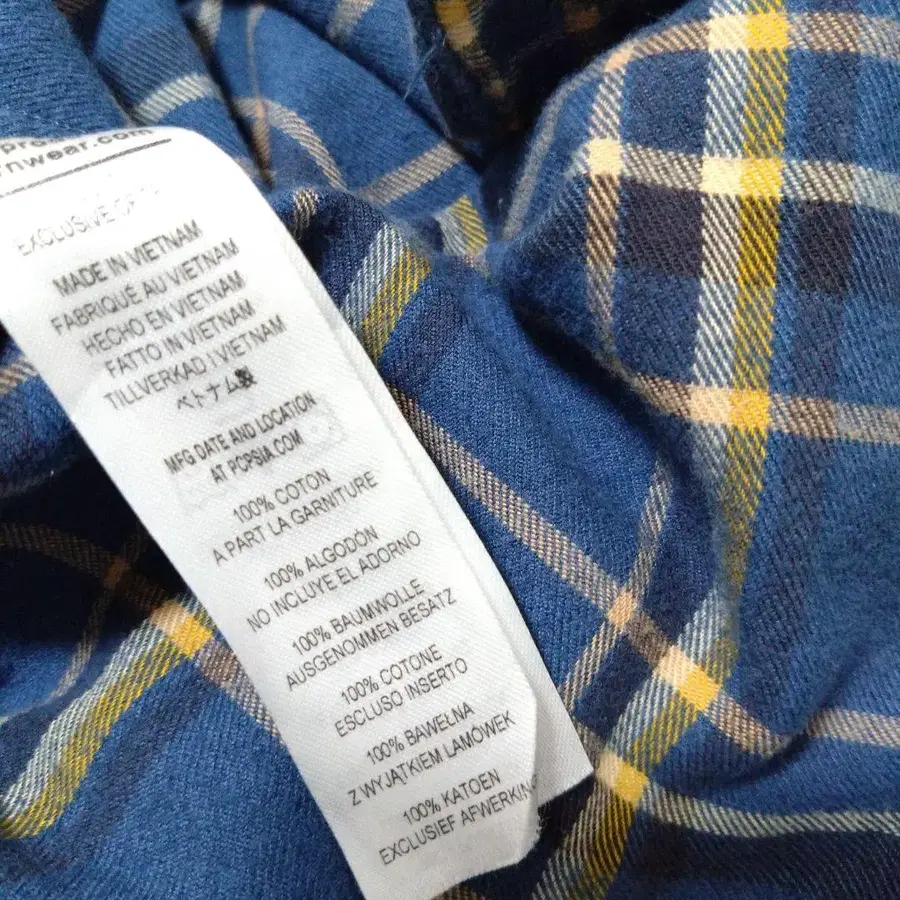 EXCLUSIVE
MADE IN VIETNAM
FABRIQUÉ AU VIETNAM
HECHO EN VIETNAM
FATTO IN VIETNAM
TILLVERKAD I VIETNAM
ベトナム製
MFG.DATE AND LOCATION
AT PCPSIA.COM
100% COTON
A PART LA GARNITURE
100% ALGODÓN
NO INCLUYE EL ADORNO
100% BAUMWOLLE
AUSGENOMMEN BESATZ
100% COTONE
ESCLUSO INSERTO
100% BAWEŁNA
Z WYJĄTKIEM LAMÓWEK
100% KATOEN
EXCLUSIEF AFWERKING